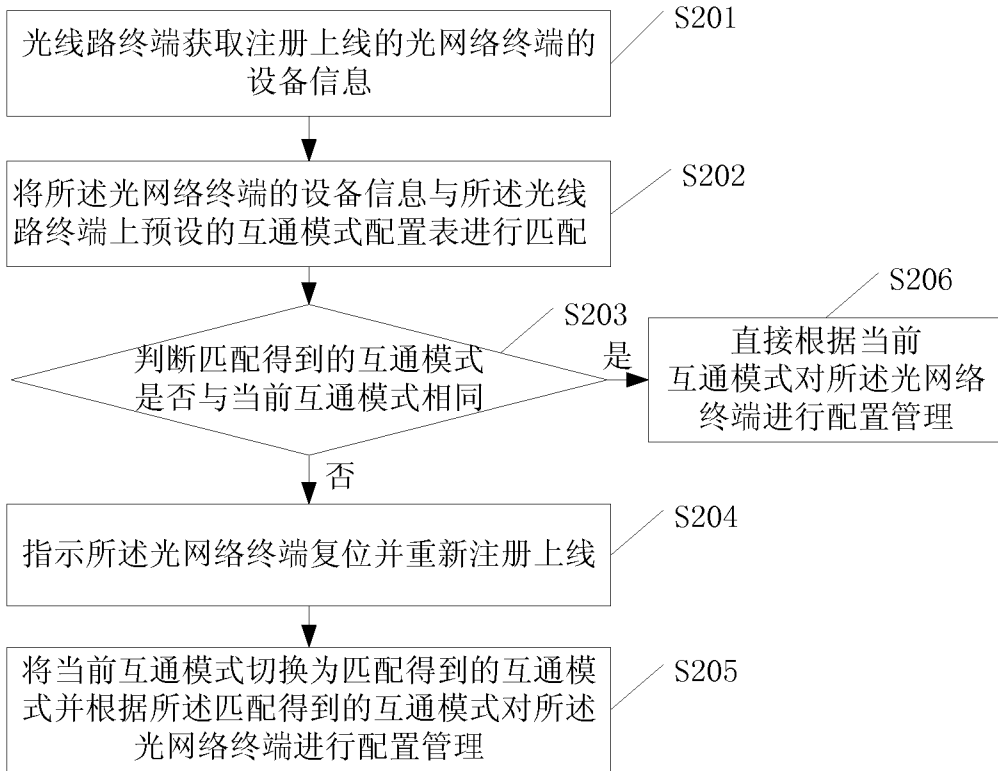 S201
光线路终端获取注册上线的光网络终端的
设备信息
S202
将所述光网络终端的设备信息与所述光线
路终端上预设的互通模式配置表进行匹配
S203
判断匹配得到的互通模式
是否与当前互通模式相同
是
S206
直接根据当前
互通模式对所述光网络
终端进行配置管理
否
S204
指示所述光网络终端复位并重新注册上线
S205
将当前互通模式切换为匹配得到的互通模
式并根据所述匹配得到的互通模式对所述
光网络终端进行配置管理